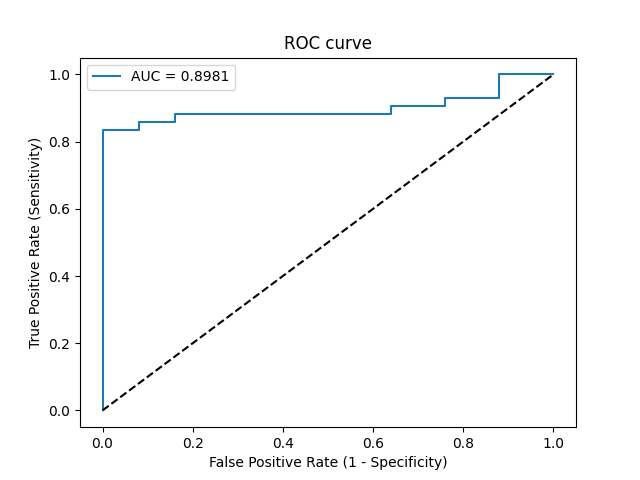 ROC curve
AUC = 0.8981
True Positive Rate (Sensitivity)
1.0
0.8
0.6
0.4
0.2
0.0
0.0 0.2 0.4 0.6 0.8 1.0
False Positive Rate (1 - Specificity)